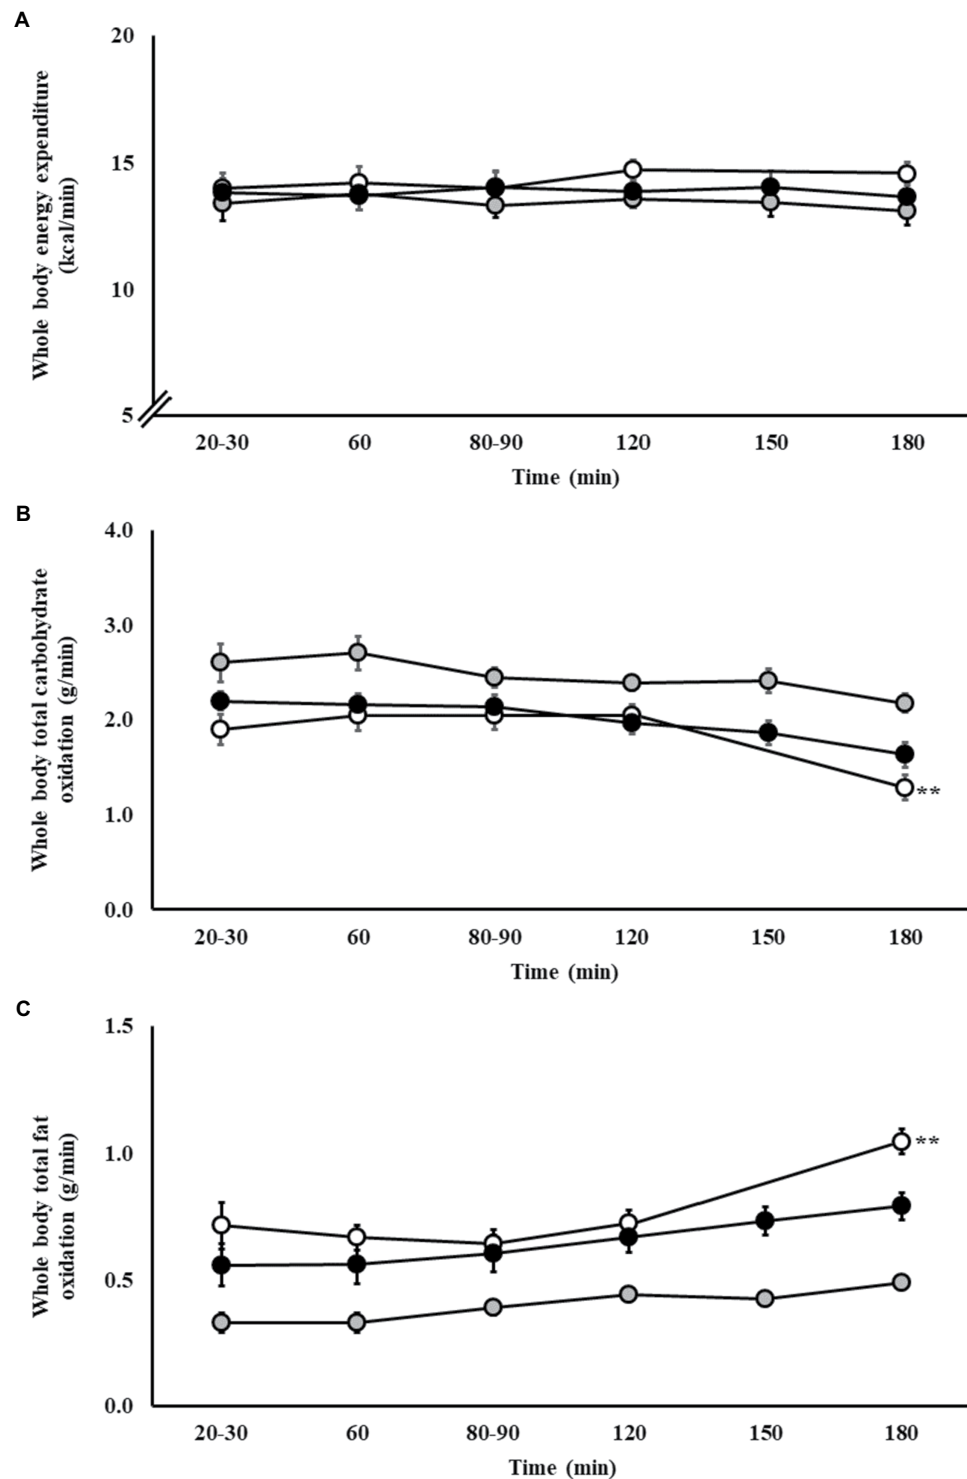 A
Whole body energy expenditure
(kcal/min)
20
15
10
5
20-30 60 80-90 120 150 180
Time (min)
B
Whole body total carbohydrate
oxidation (g/min)
4.0
3.0
2.0
1.0
0.0
**
20-30 60 80-90 120 150 180
Time (min)
C
Whole body total fat
oxidation (g/min)
1.5
1.0
0.5
0.0
**
20-30 60 80-90 120 150 180
Time (min)